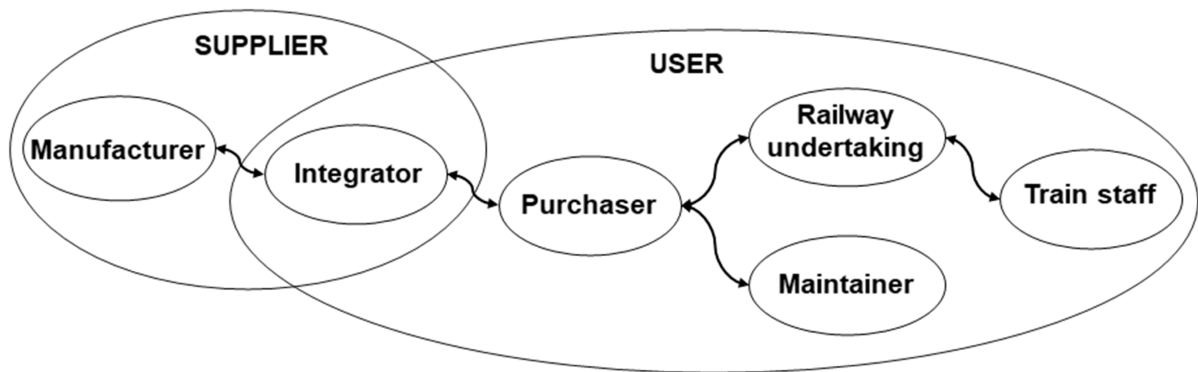 SUPPLIER
USER
Manufacturer
Integrator
Purchaser
Railway
undertaking
Train staff
Maintainer